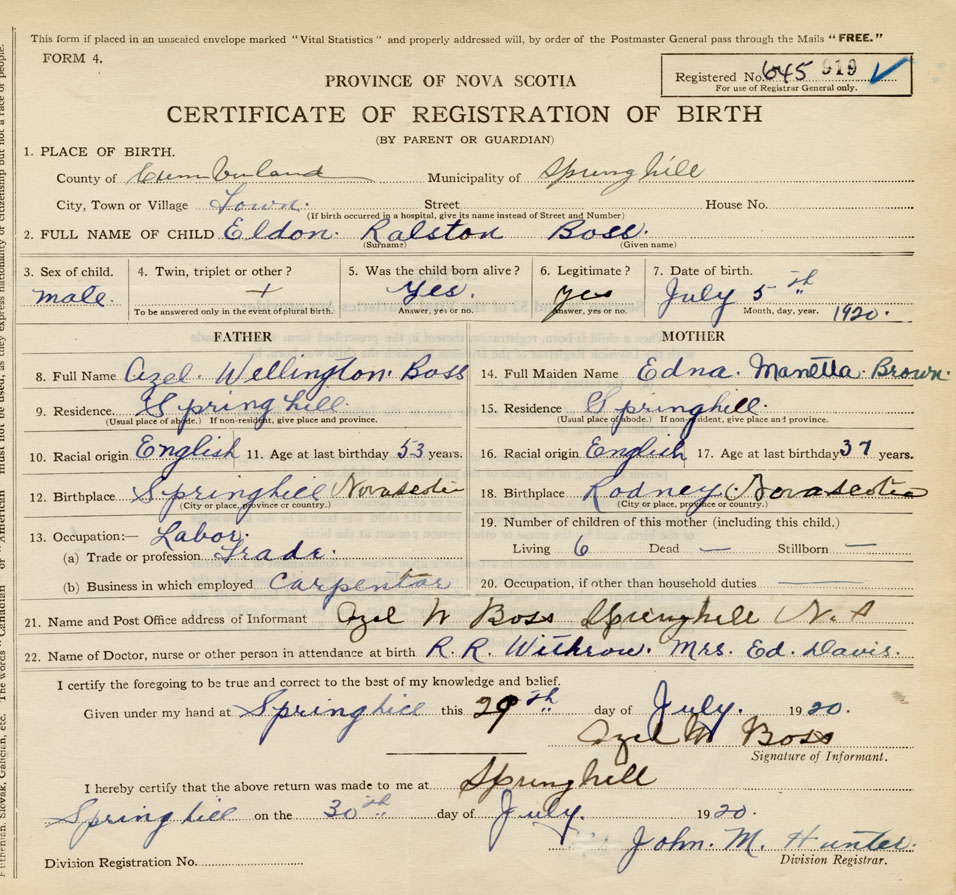 This form if placed in an unsealed envelope marked "Vital Statistics" and properly addressed will, by order of the Postmaster General pass through the Mails "FREE."
FORM 4.
Registered No. 645 919 ✓
For use of Registrar General only.
PROVINCE OF NOVA SCOTIA
CERTIFICATE OF REGISTRATION OF BIRTH
(BY PARENT OR GUARDIAN)
1. PLACE OF BIRTH.
County of Cumberland Municipality of Springhill
City, Town or Village Town. Street House No.
(If birth occurred in a hospital, give its name instead of Street and Number)
2. FULL NAME OF CHILD Eldon. Ralston Boss.
(Surname) (Given name)
3. Sex of child. 4. Twin, triplet or other? 5. Was the child born alive? 6. Legitimate? 7. Date of birth.
male. + Yes. yes July 5th 1920.
To be answered only in the event of plural birth. Answer, yes or no. Answer, yes or no. Month, day, year.
FATHER MOTHER
8. Full Name Azel. Wellington. Boss 14. Full Maiden Name Edna. Manetta. Brown.
9. Residence. Springhill. 15. Residence Springhill.
(Usual place of abode.) If non-resident, give place and province. (Usual place of abode.) If non-resident, give place and province.
10. Racial origin English 11. Age at last birthday 53 years. 16. Racial origin English 17. Age at last birthday 37 years.
12. Birthplace Springhill Nova scotia 18. Birthplace Rodney. Nova scotia
(City or place, province or country.) (City or place, province or country.)
13. Occupation:— Labor. 19. Number of children of this mother (including this child.)
(a) Trade or profession Trade. Living 6 Dead — Stillborn —
(b) Business in which employed Carpentar 20. Occupation, if other than household duties —
21. Name and Post Office address of Informant Azel W Boss Springhill N. S
22. Name of Doctor, nurse or other person in attendance at birth R. R. Withrow. Mrs. Ed. Davis.
I certify the foregoing to be true and correct to the best of my knowledge and belief.
Given under my hand at Springhill this 29th day of July. 1920.
Azel W Boss
Signature of Informant.
I hereby certify that the above return was made to me at Springhill
Springhill on the 30th day of July. 1920.
John. M. Hunter.
Division Registration No. Division Registrar.